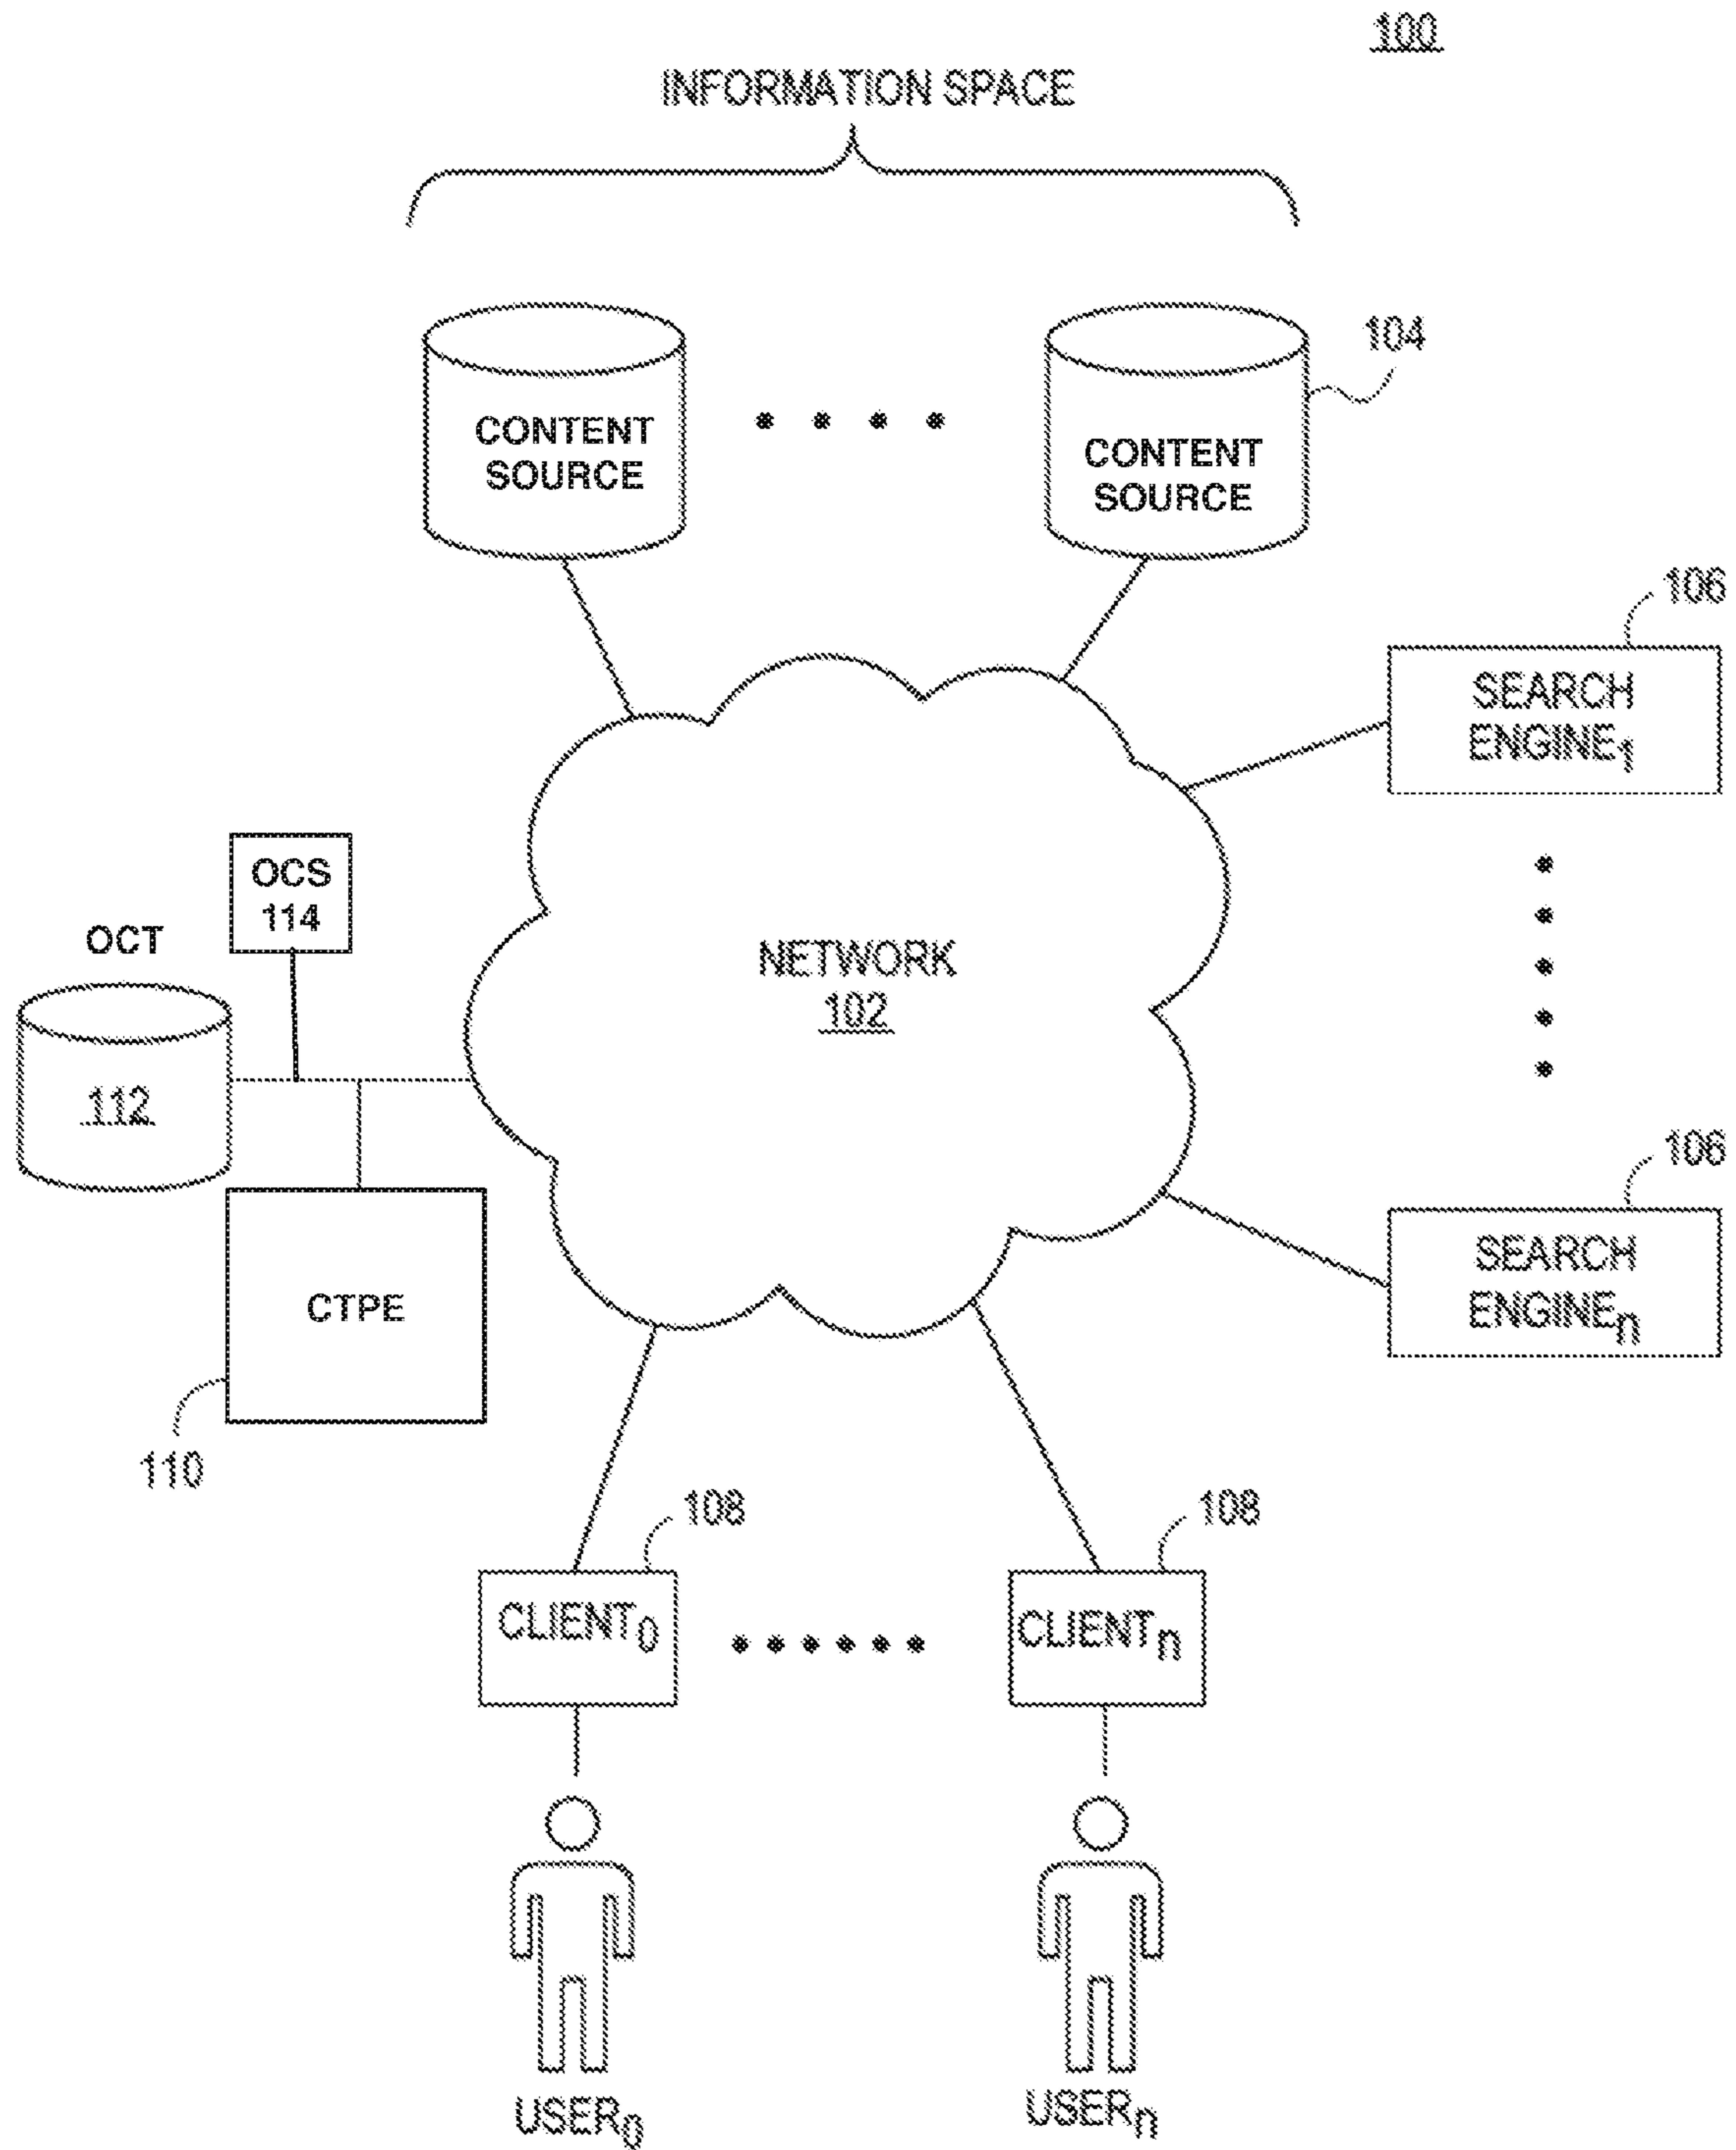 100
INFORMATION SPACE
104
CONTENT
SOURCE
CONTENT
SOURCE
106
SEARCH
ENGINE1
OCS
114
OCT
NETWORK
102
112
106
SEARCH
ENGINEn
CTPE
110
108
108
CLIENT0
CLIENTn
USER0
USERn